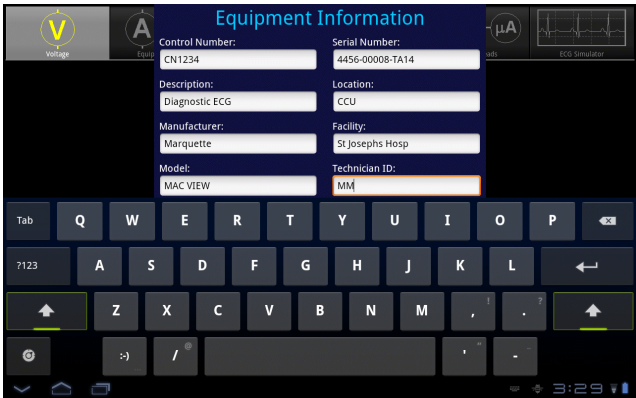 Equipment Information
V
Voltage
A
Equip
µA
ads
ECG Simulator
Control Number:
Serial Number:
CN1234
4456-00008-TA14
Description:
Location:
Diagnostic ECG
CCU
Manufacturer:
Facility:
Marquette
St Josephs Hosp
Model:
Technician ID:
MAC VIEW
MM
Tab Q W E R T Y U I O P
?123 A S D F G H J K L
Z X C V B N M , ! . ?
:-) / @ ' " - _
3:29